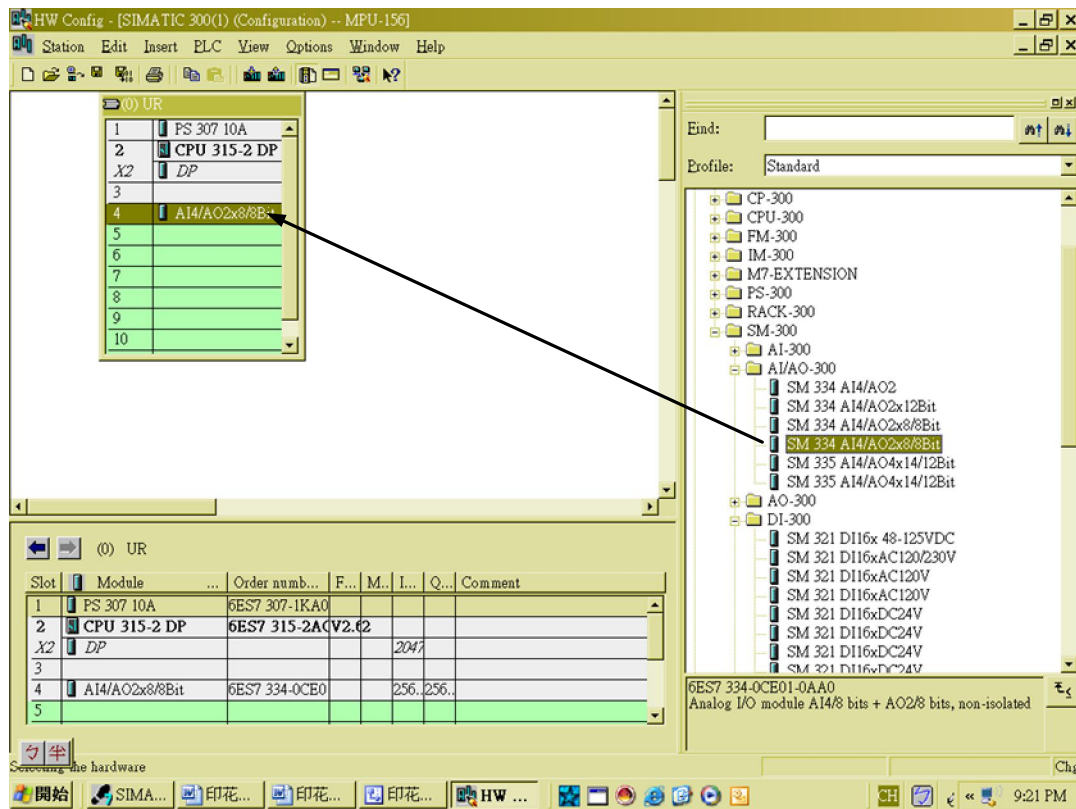 HW Config - [SIMATIC 300(1) (Configuration) -- MPU-156]
Station Edit Insert PLC View Options Window Help
(0) UR
1 PS 307 10A
2 CPU 315-2 DP
X2 DP
3
4 AI4/AO2x8/8Bit
5
6
7
8
9
10
Find:
Profile: Standard
CP-300
CPU-300
FM-300
IM-300
M7-EXTENSION
PS-300
RACK-300
SM-300
AI-300
AI/AO-300
SM 334 AI4/AO2
SM 334 AI4/AO2x12Bit
SM 334 AI4/AO2x8/8Bit
SM 334 AI4/AO2x8/8Bit
SM 335 AI4/AO4x14/12Bit
SM 335 AI4/AO4x14/12Bit
AO-300
DI-300
SM 321 DI16x 48-125VDC
SM 321 DI16xAC120/230V
SM 321 DI16xAC120V
SM 321 DI16xAC120V
SM 321 DI16xDC24V
SM 321 DI16xDC24V
SM 321 DI16xDC24V
SM 321 DI16xDC24V
6ES7 334-0CE01-0AA0
Analog I/O module AI4/8 bits + AO2/8 bits, non-isolated
(0) UR
Slot Module ... Order numb... F... M... I... Q... Comment
1 PS 307 10A 6ES7 307-1KA0
2 CPU 315-2 DP 6ES7 315-2A V2.6 2
X2 DP 2047
3
4 AI4/AO2x8/8Bit 6ES7 334-0CE0 256... 256...
5
ㄅ 半
Selecting the hardware Chg
開始 SIMA... 印花... 印花... 印花... HW ... CH « 9:21 PM